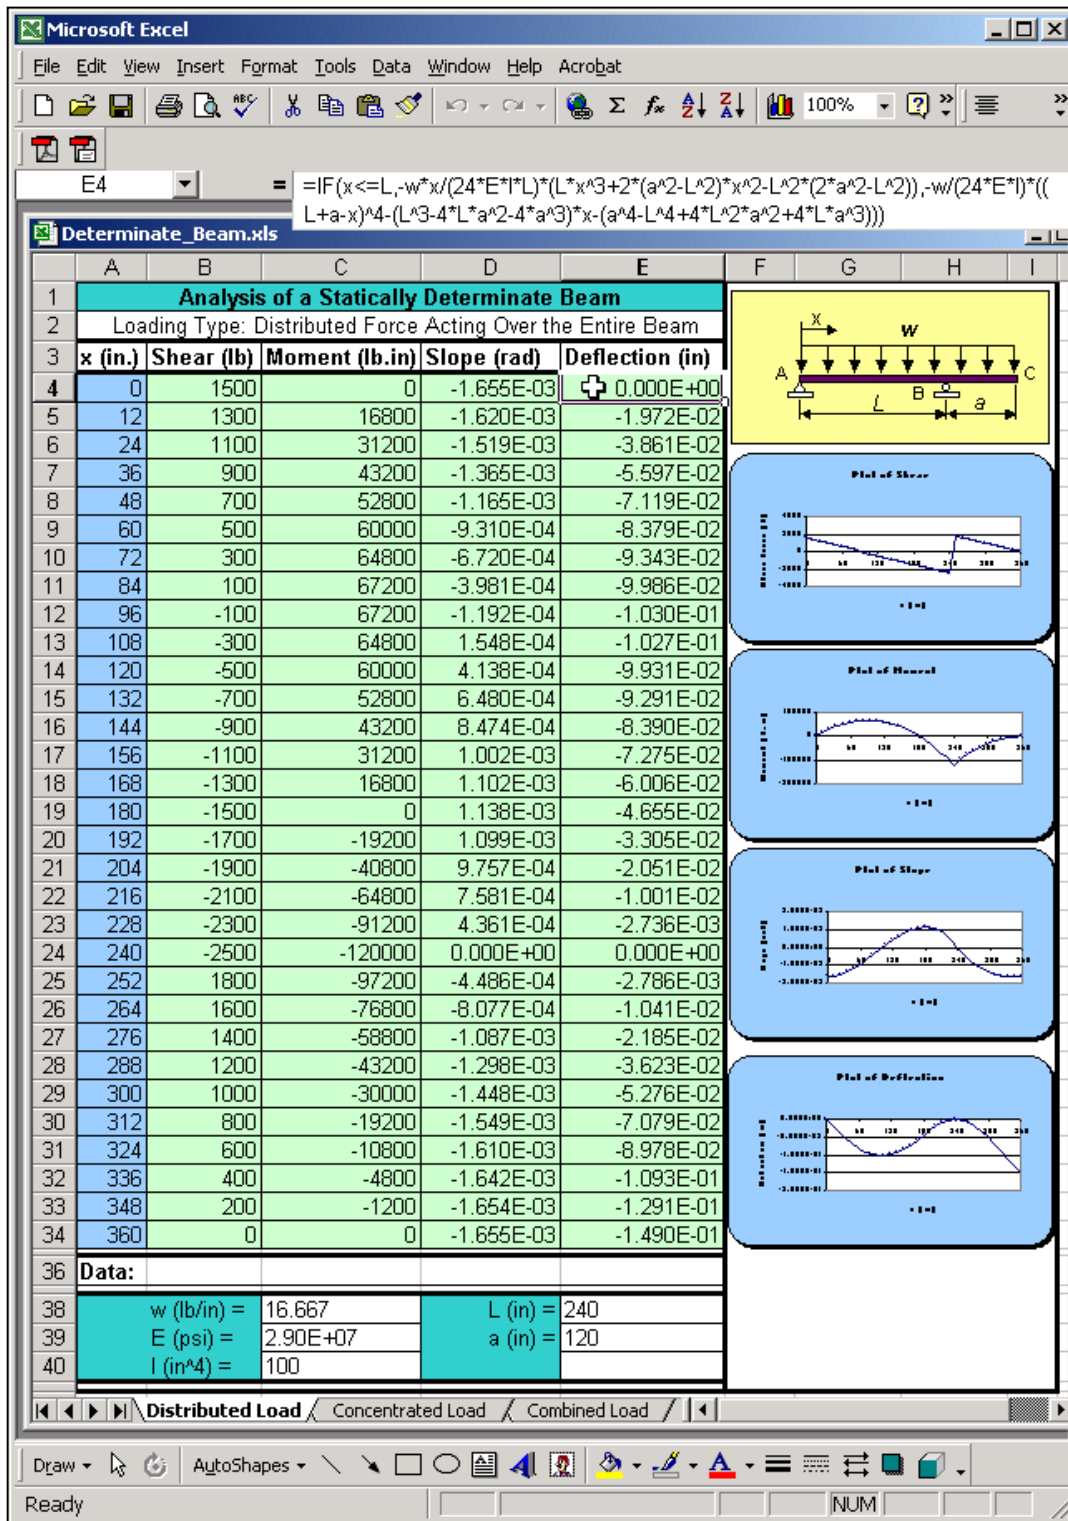 Microsoft Excel
File Edit View Insert Format Tools Data Window Help Acrobat
100%
E4 = =IF(x<=L,-w*x/(24*E*I*L)*(L*x^3+2*(a^2-L^2)*x^2-L^2*(2*a^2-L^2)),-w/(24*E*I)*((
L+a-x)^4-(L^3-4*L*a^2-4*a^3)*x-(a^4-L^4+4*L^2*a^2+4*L*a^3)))
Determinate_Beam.xls
A B C D E F G H I
1 Analysis of a Statically Determinate Beam
2 Loading Type: Distributed Force Acting Over the Entire Beam
3 x (in.) Shear (lb) Moment (lb.in) Slope (rad) Deflection (in)
4 0 1500 0 -1.655E-03 0.000E+00
5 12 1300 16800 -1.620E-03 -1.972E-02
6 24 1100 31200 -1.519E-03 -3.861E-02
7 36 900 43200 -1.365E-03 -5.597E-02
8 48 700 52800 -1.165E-03 -7.119E-02
9 60 500 60000 -9.310E-04 -8.379E-02
10 72 300 64800 -6.720E-04 -9.343E-02
11 84 100 67200 -3.981E-04 -9.986E-02
12 96 -100 67200 -1.192E-04 -1.030E-01
13 108 -300 64800 1.548E-04 -1.027E-01
14 120 -500 60000 4.138E-04 -9.931E-02
15 132 -700 52800 6.480E-04 -9.291E-02
16 144 -900 43200 8.474E-04 -8.390E-02
17 156 -1100 31200 1.002E-03 -7.275E-02
18 168 -1300 16800 1.102E-03 -6.006E-02
19 180 -1500 0 1.138E-03 -4.655E-02
20 192 -1700 -19200 1.099E-03 -3.305E-02
21 204 -1900 -40800 9.757E-04 -2.051E-02
22 216 -2100 -64800 7.581E-04 -1.001E-02
23 228 -2300 -91200 4.361E-04 -2.736E-03
24 240 -2500 -120000 0.000E+00 0.000E+00
25 252 1800 -97200 -4.486E-04 -2.786E-03
26 264 1600 -76800 -8.077E-04 -1.041E-02
27 276 1400 -58800 -1.087E-03 -2.185E-02
28 288 1200 -43200 -1.298E-03 -3.623E-02
29 300 1000 -30000 -1.448E-03 -5.276E-02
30 312 800 -19200 -1.549E-03 -7.079E-02
31 324 600 -10800 -1.610E-03 -8.978E-02
32 336 400 -4800 -1.642E-03 -1.093E-01
33 348 200 -1200 -1.654E-03 -1.291E-01
34 360 0 0 -1.655E-03 -1.490E-01
36 Data:
38 w (lb/in) = 16.667 L (in) = 240
39 E (psi) = 2.90E+07 a (in) = 120
40 I (in^4) = 100
x w
A B C
L a
Plot of Shear
Plot of Moment
Plot of Slope
Plot of Deflection
Distributed Load Concentrated Load Combined Load
Draw AutoShapes
Ready NUM